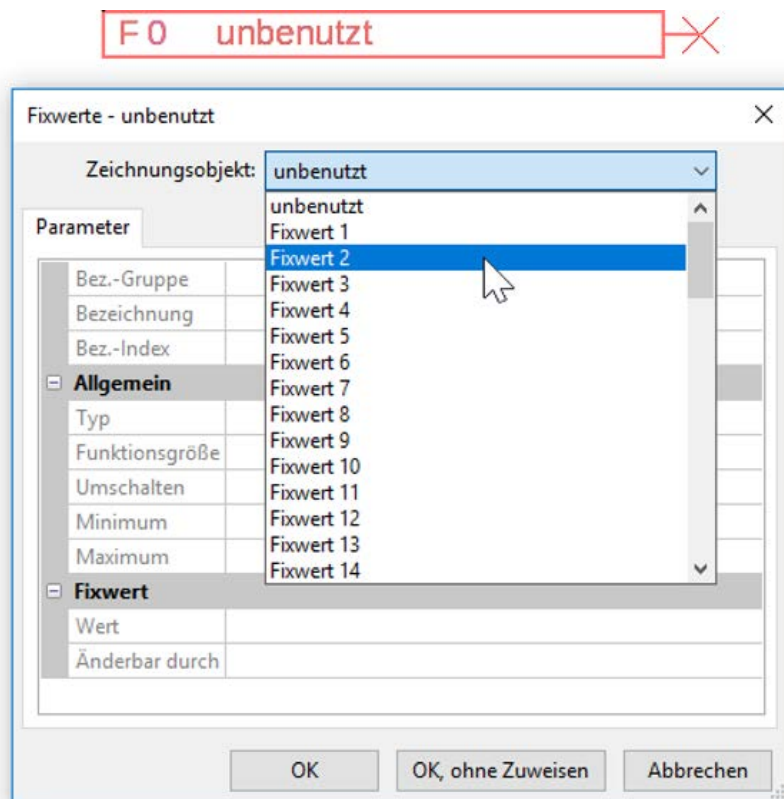 F 0 unbenutzt
Fixwerte - unbenutzt
Zeichnungsobjekt: unbenutzt
unbenutzt
Fixwert 1
Fixwert 2
Fixwert 3
Fixwert 4
Fixwert 5
Fixwert 6
Fixwert 7
Fixwert 8
Fixwert 9
Fixwert 10
Fixwert 11
Fixwert 12
Fixwert 13
Fixwert 14
Parameter
Bez.-Gruppe
Bezeichnung
Bez.-Index
Allgemein
Typ
Funktionsgröße
Umschalten
Minimum
Maximum
Fixwert
Wert
Änderbar durch
OK OK, ohne Zuweisen Abbrechen